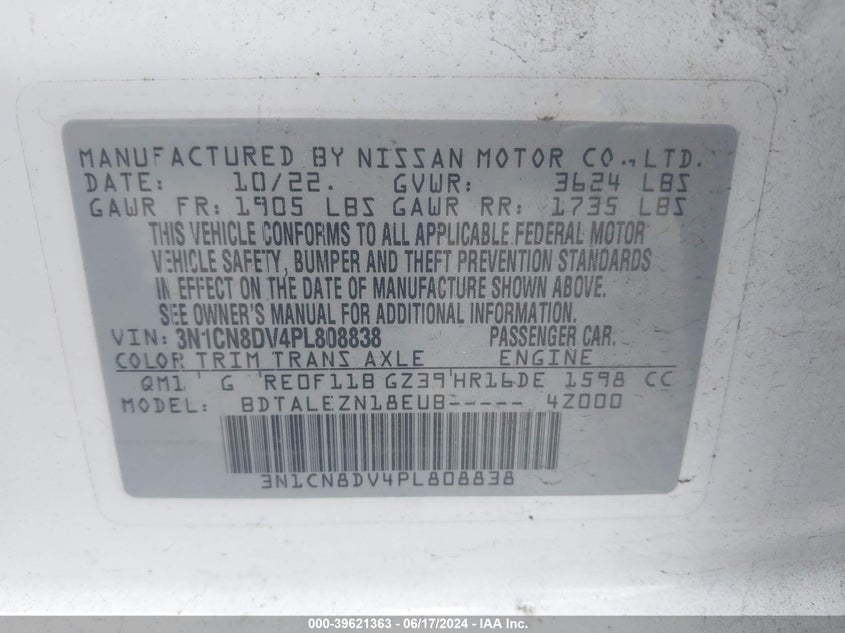 MANUFACTURED BY NISSAN MOTOR CO., LTD.
DATE: 10/22. GVWR: 3624 LBS
GAWR FR: 1905 LBS GAWR RR: 1735 LBS
THIS VEHICLE CONFORMS TO ALL APPLICABLE FEDERAL MOTOR
VEHICLE SAFETY, BUMPER AND THEFT PREVENTION STANDARDS
IN EFFECT ON THE DATE OF MANUFACTURE SHOWN ABOVE.
SEE OWNER'S MANUAL FOR ADDITIONAL INFORMATION.
VIN: 3N1CN8DV4PL808838 PASSENGER CAR.
COLOR TRIM TRANS AXLE ENGINE
QM1 G RE0F11B GZ39 HR16DE 1598 CC
MODEL: BDTALEZN18EUB----- 4Z000
3N1CN8DV4PL808838
000-39621363 - 06/17/2024 - IAAI.COM